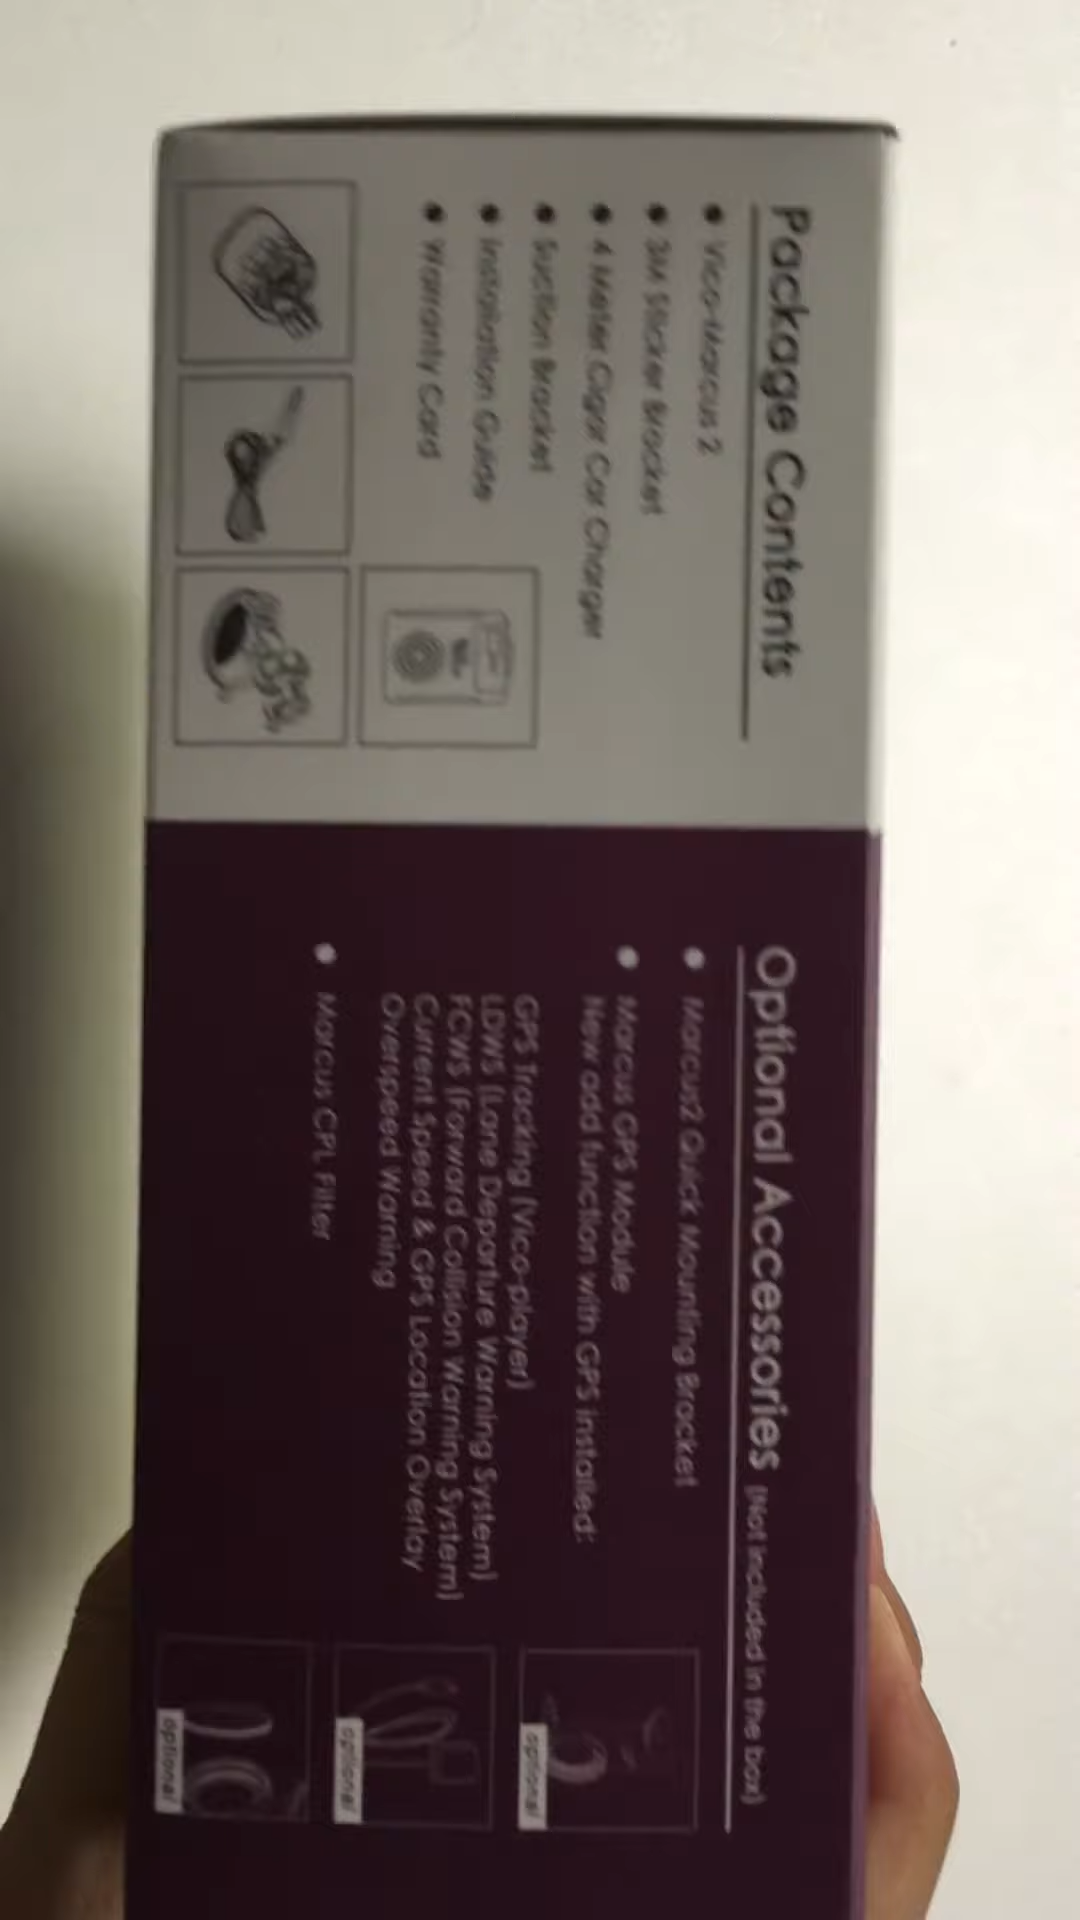 Package Contents
● Vico-Marcus 2
● 3M Sticker Bracket
● 4 Meter Cigar Car Charger
● Suction Bracket
● Installation Guide
● Warranty Card
Optional Accessories (Not included in the box)
● Marcus2 Quick Mounting Bracket
● Marcus GPS Module
New add function with GPS installed:
GPS Tracking (Vico-player)
LDWS (Lane Departure Warning System)
FCWS (Forward Collision Warning System)
Current Speed & GPS Location Overlay
Overspeed Warning
● Marcus CPL Filter
optional
optional
optional